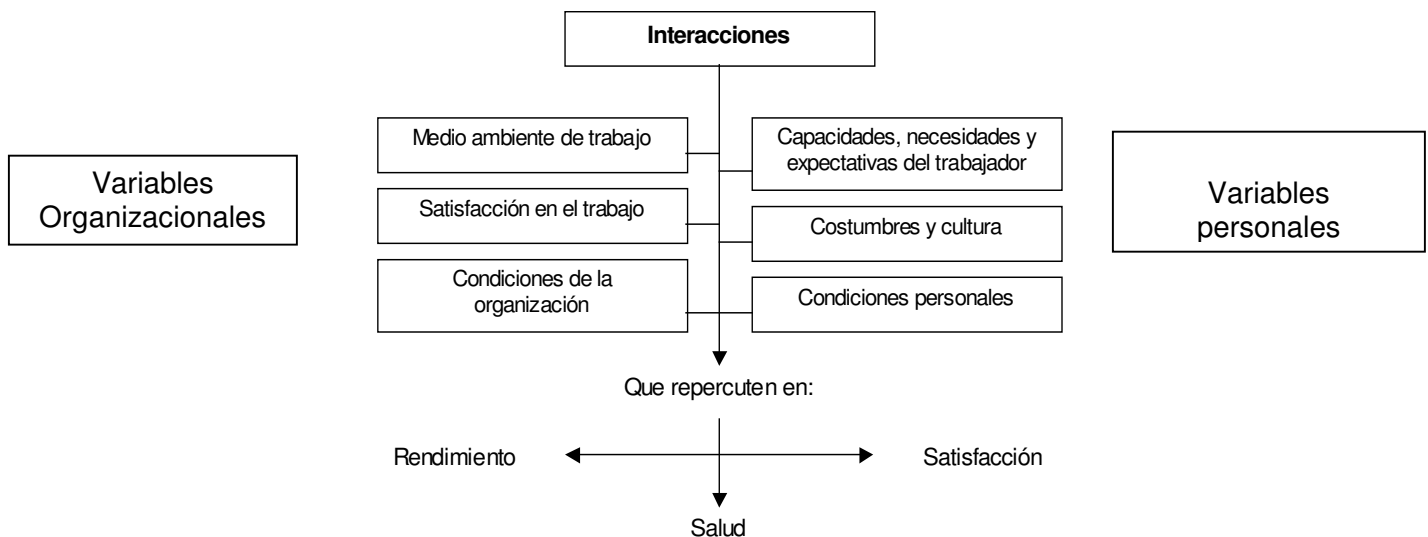 Interacciones
Variables
Organizacionales
Medio ambiente de trabajo
Satisfacción en el trabajo
Condiciones de la
organización
Capacidades, necesidades y
expectativas del trabajador
Costumbres y cultura
Condiciones personales
Variables
personales
Que repercuten en:
Rendimiento
Satisfacción
Salud